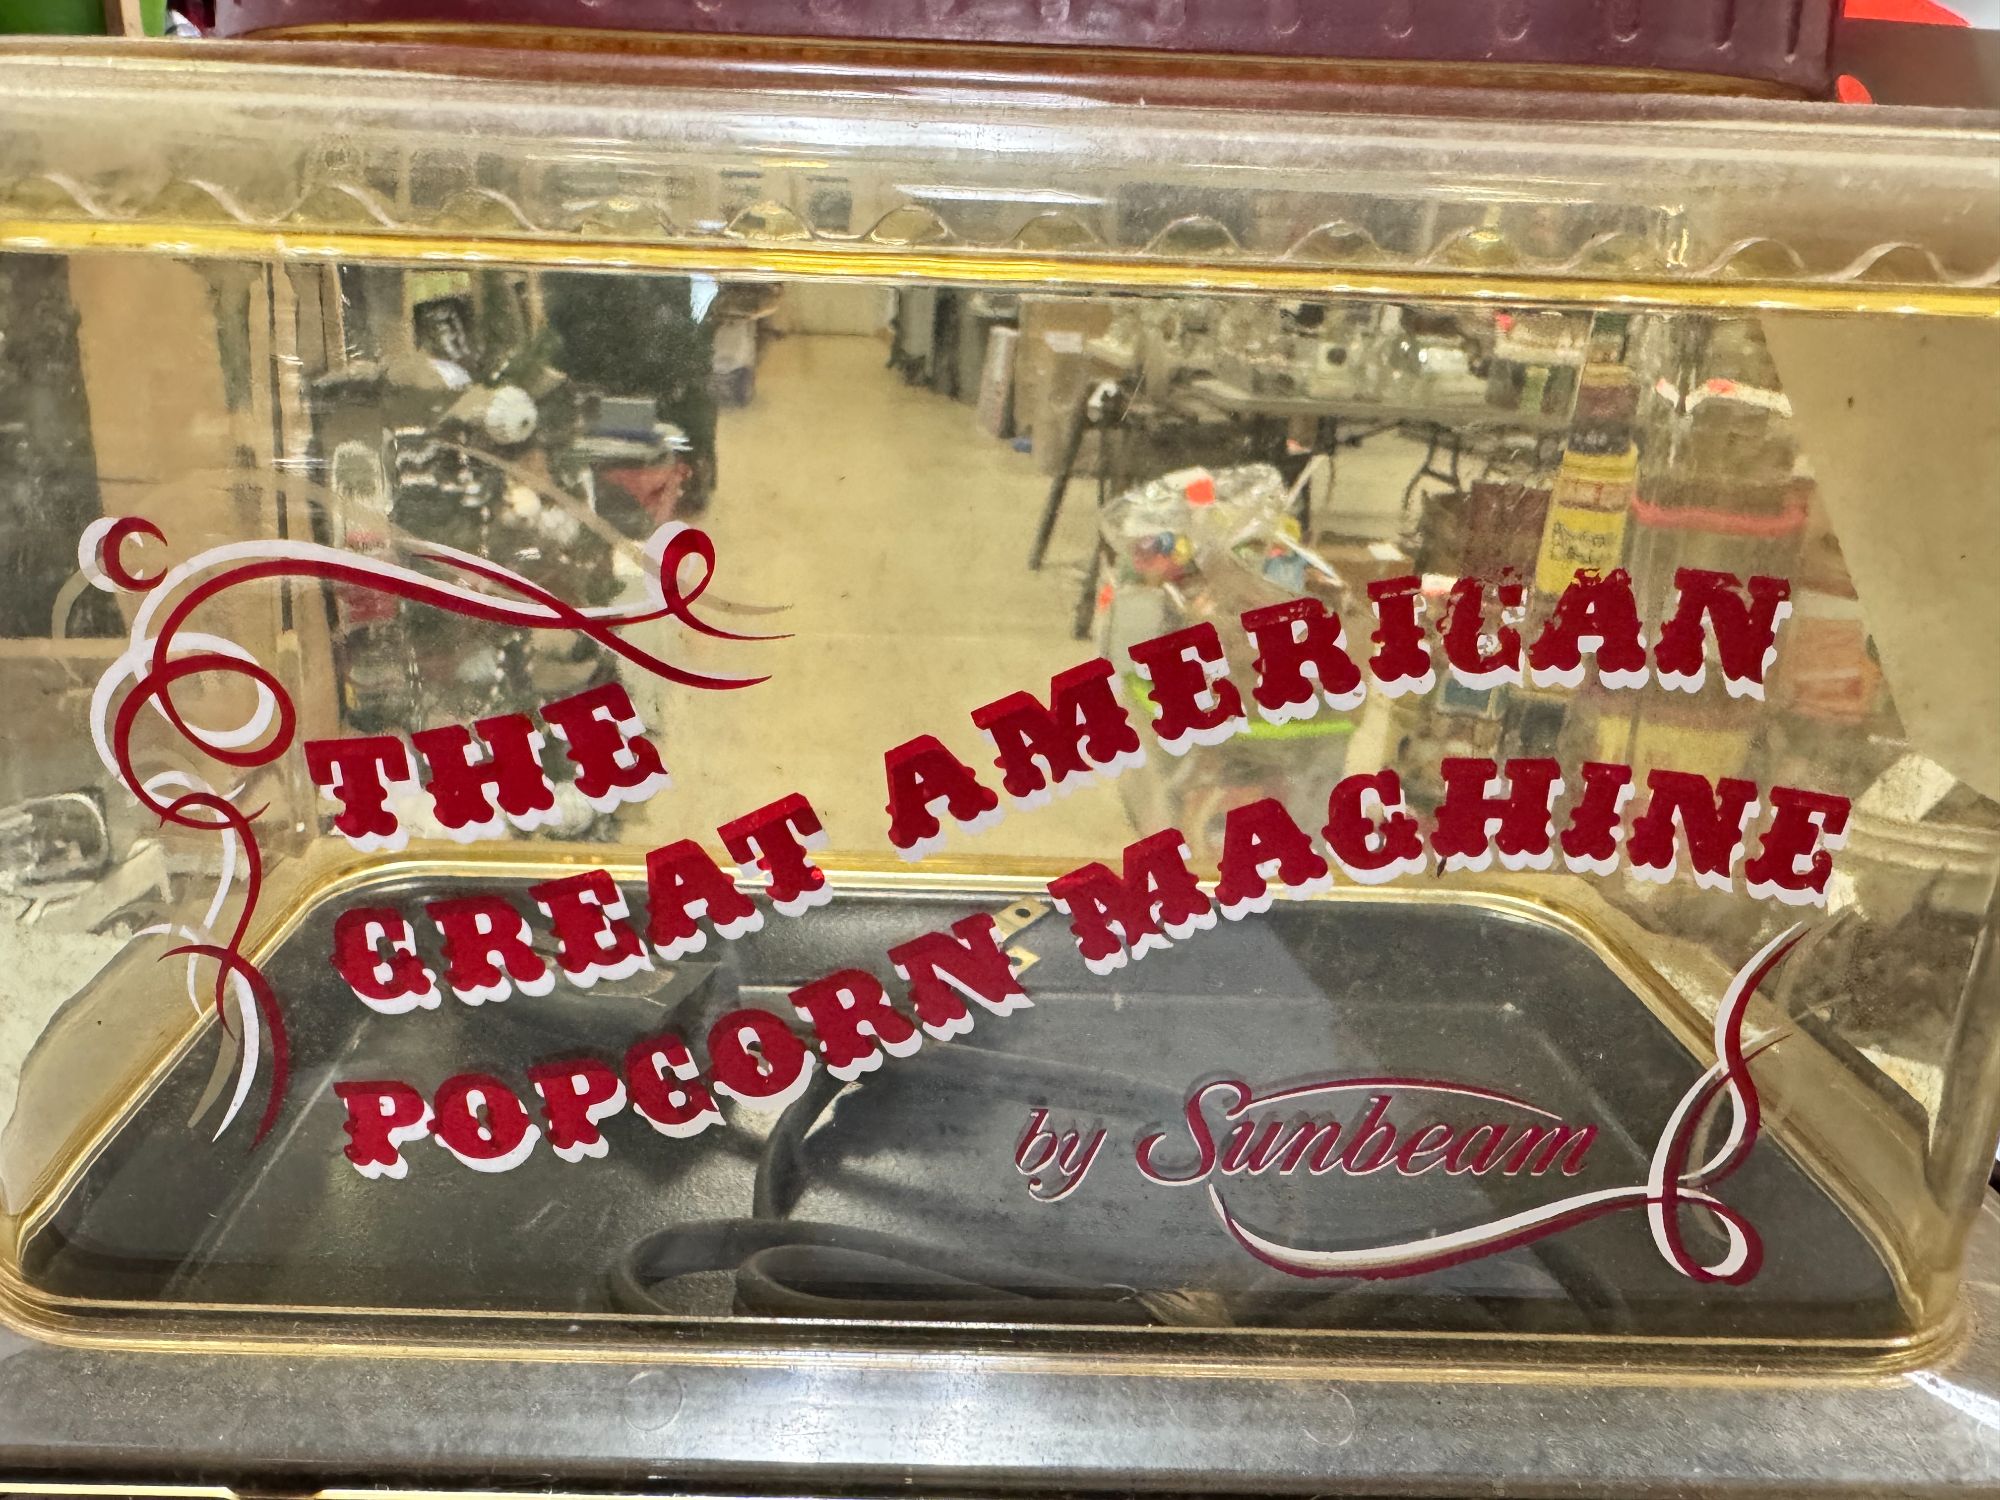 THE
GREAT AMERICAN
POPCORN MACHINE
by Sunbeam